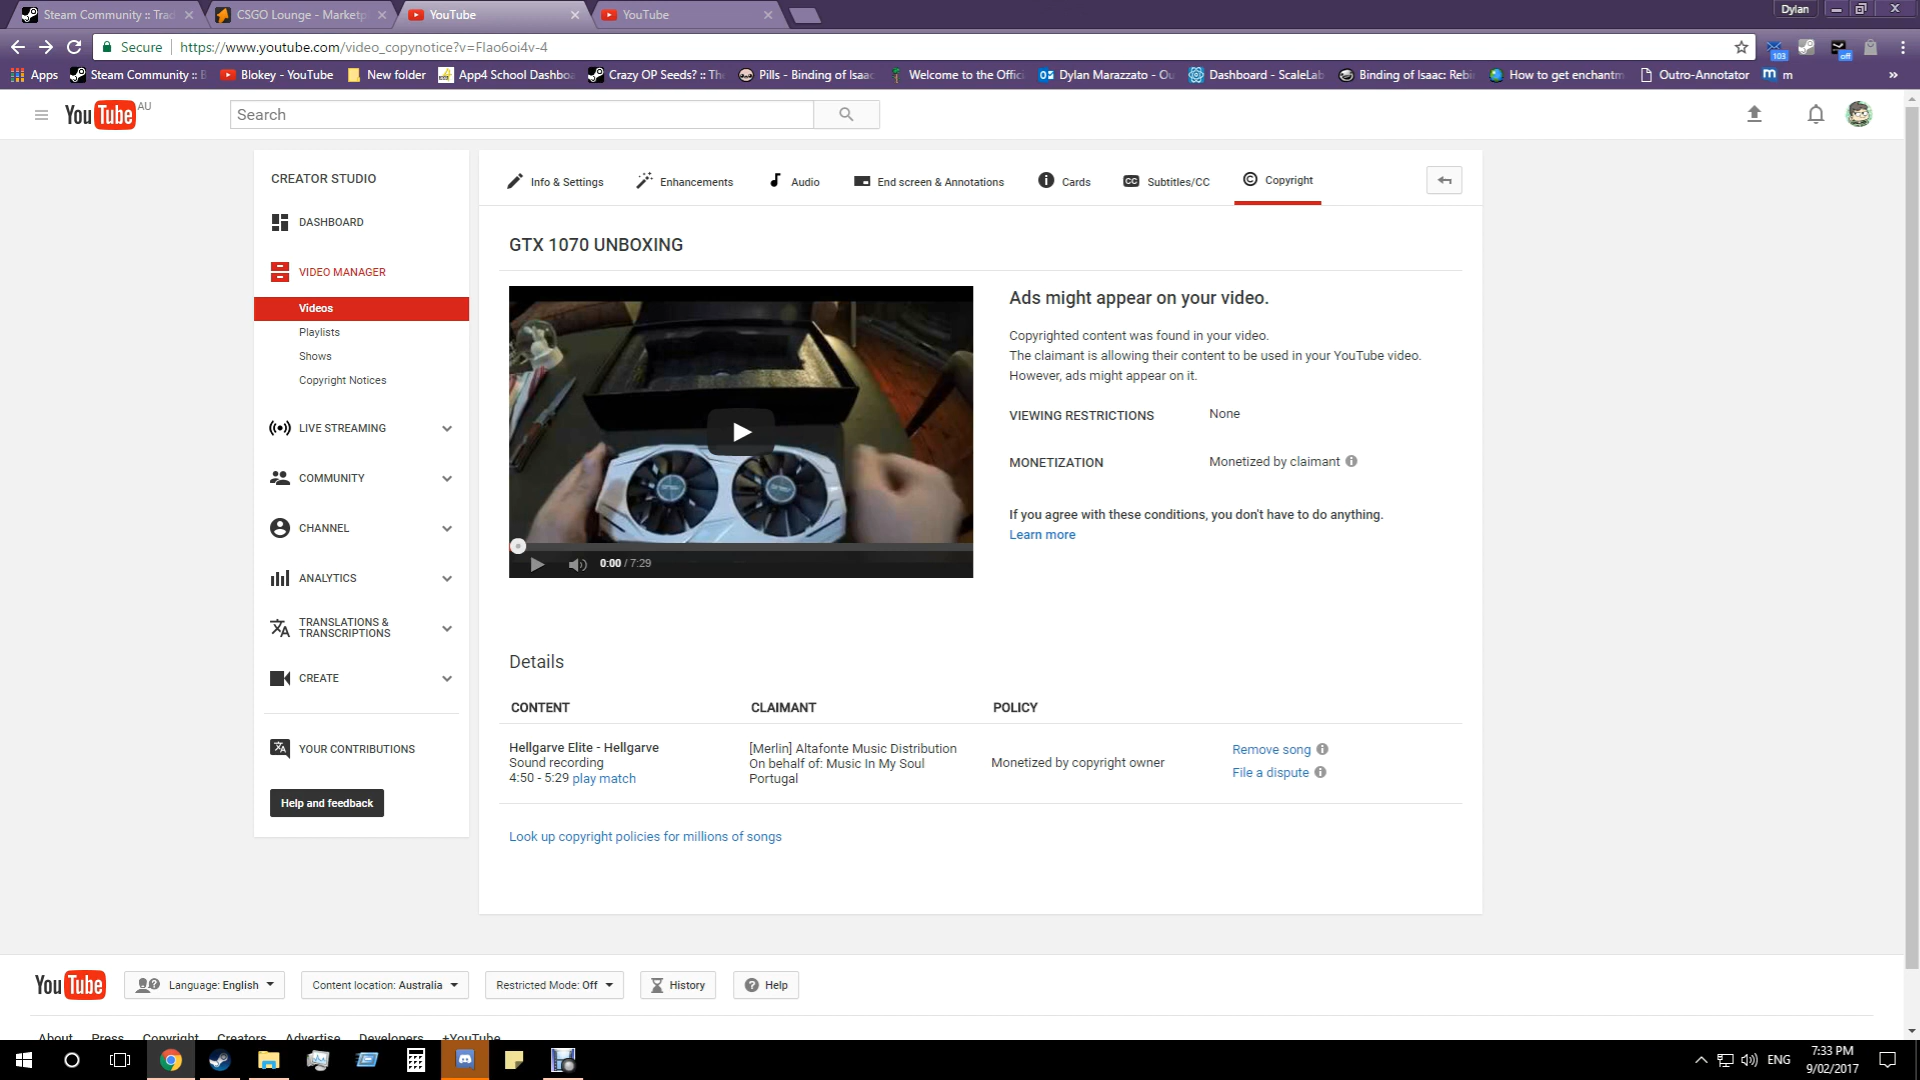 Steam Community :: Trad
CSGO Lounge - Marketp
YouTube
YouTube
Dylan
Secure
https://www.youtube.com/video_copynotice?v=Flao6oi4v-4
103
off
Apps
Steam Community :: B
Blokey - YouTube
New folder
App4 School Dashboa
Crazy OP Seeds? :: Th
Pills - Binding of Isaac
Welcome to the Offici
Dylan Marazzato - Ou
Dashboard - ScaleLab
Binding of Isaac: Rebi
How to get enchantm
Outro-Annotator
m
»
YouTube AU
Search
CREATOR STUDIO
DASHBOARD
VIDEO MANAGER
Videos
Playlists
Shows
Copyright Notices
LIVE STREAMING
COMMUNITY
CHANNEL
ANALYTICS
TRANSLATIONS &
TRANSCRIPTIONS
CREATE
YOUR CONTRIBUTIONS
Help and feedback
Info & Settings
Enhancements
Audio
End screen & Annotations
Cards
CC Subtitles/CC
Copyright
GTX 1070 UNBOXING
0:00 / 7:29
Ads might appear on your video.
Copyrighted content was found in your video.
The claimant is allowing their content to be used in your YouTube video.
However, ads might appear on it.
VIEWING RESTRICTIONS None
MONETIZATION Monetized by claimant
If you agree with these conditions, you don't have to do anything.
Learn more
Details
CONTENT CLAIMANT POLICY
Hellgarve Elite - Hellgarve
Sound recording
4:50 - 5:29 play match
[Merlin] Altafonte Music Distribution
On behalf of: Music In My Soul
Portugal
Monetized by copyright owner
Remove song
File a dispute
Look up copyright policies for millions of songs
YouTube
Language: English
Content location: Australia
Restricted Mode: Off
History
Help
About Press Copyright Creators Advertise Developers +YouTube
ENG
7:33 PM
9/02/2017